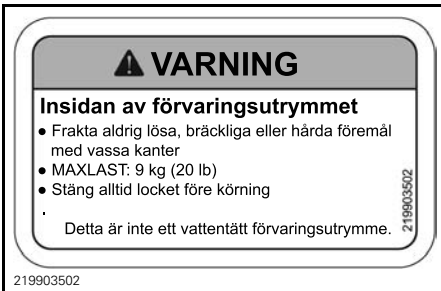 VARNING
Insidan av förvaringsutrymmet
● Frakta aldrig lösa, bräckliga eller hårda föremål
med vassa kanter
● MAXLAST: 9 kg (20 lb)
● Stäng alltid locket före körning
.
Detta är inte ett vattentätt förvaringsutrymme.
219903502
219903502